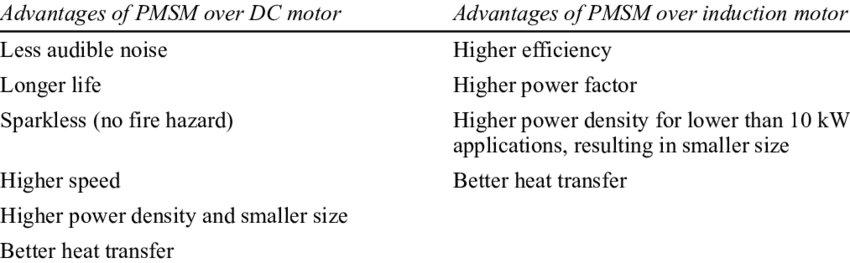 Advantages of PMSM over DC motor Advantages of PMSM over induction motor
Less audible noise Higher efficiency
Longer life Higher power factor
Sparkless (no fire hazard) Higher power density for lower than 10 kW
applications, resulting in smaller size
Higher speed Better heat transfer
Higher power density and smaller size
Better heat transfer